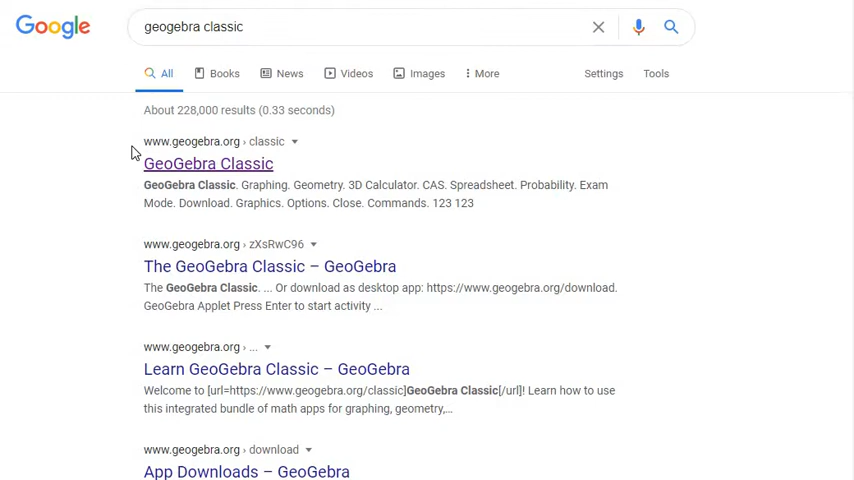 Google
geogebra classic
All Books News Videos Images More Settings Tools
About 228,000 results (0.33 seconds)
www.geogebra.org › classic
GeoGebra Classic
GeoGebra Classic. Graphing. Geometry. 3D Calculator. CAS. Spreadsheet. Probability. Exam
Mode. Download. Graphics. Options. Close. Commands. 123 123
www.geogebra.org › zXsRwC96
The GeoGebra Classic – GeoGebra
The GeoGebra Classic. ... Or download as desktop app: https://www.geogebra.org/download.
GeoGebra Applet Press Enter to start activity ...
www.geogebra.org › ...
Learn GeoGebra Classic – GeoGebra
Welcome to [url=https://www.geogebra.org/classic]GeoGebra Classic[/url]! Learn how to use
this integrated bundle of math apps for graphing, geometry,...
www.geogebra.org › download
App Downloads – GeoGebra